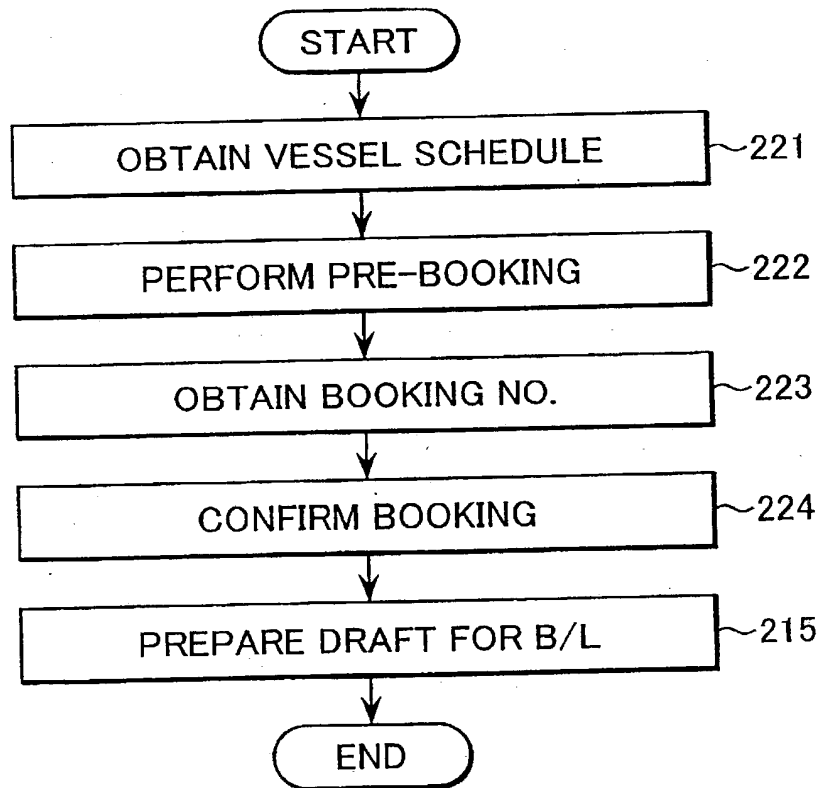 START
OBTAIN VESSEL SCHEDULE 221
PERFORM PRE-BOOKING 222
OBTAIN BOOKING NO. 223
CONFIRM BOOKING 224
PREPARE DRAFT FOR B/L 215
END